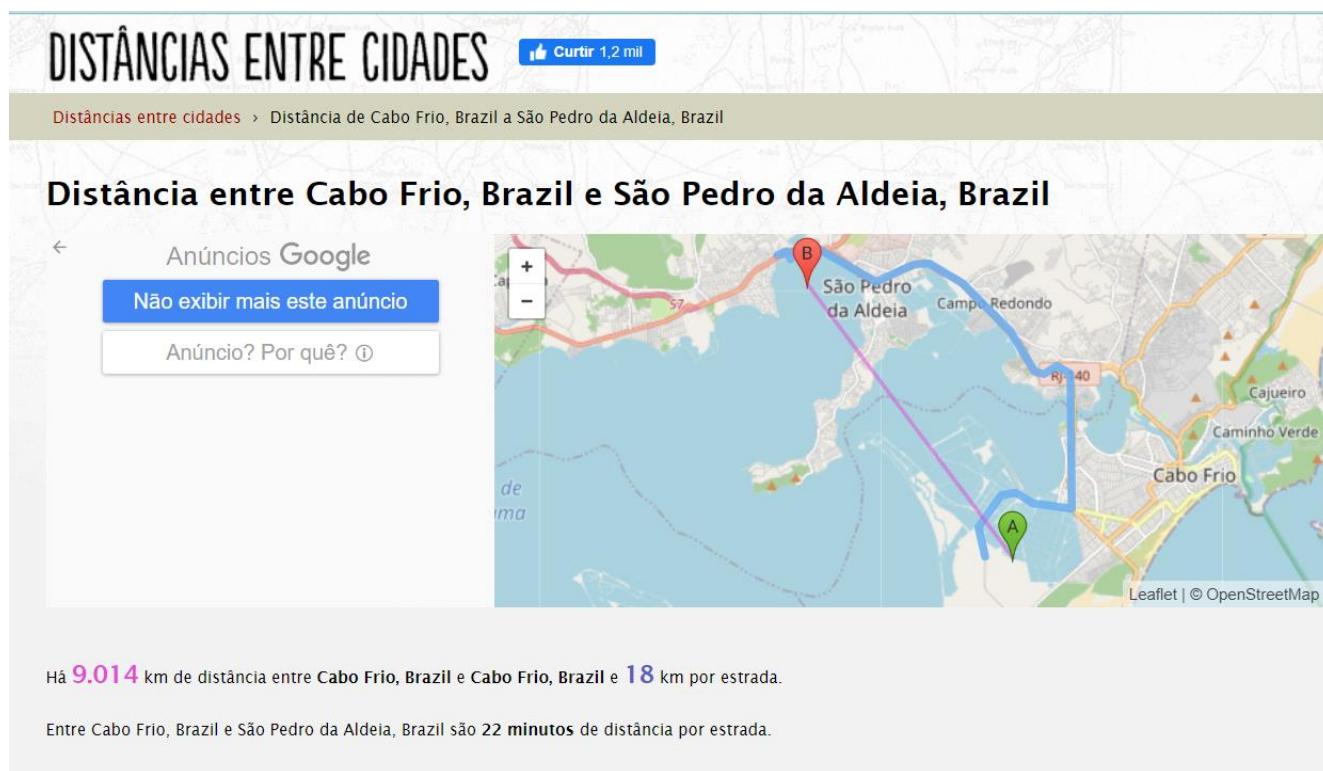 DISTÂNCIAS ENTRE CIDADES
Curtir 1,2 mil
Distâncias entre cidades › Distância de Cabo Frio, Brazil a São Pedro da Aldeia, Brazil
Distância entre Cabo Frio, Brazil e São Pedro da Aldeia, Brazil
Anúncios Google
Não exibir mais este anúncio
Anúncio? Por quê?
+
−
B
São Pedro
da Aldeia
Campo Redondo
57
Cajueiro
Caminho Verde
Cabo Frio
de
A
Leaflet | © OpenStreetMap
Há 9.014 km de distância entre Cabo Frio, Brazil e Cabo Frio, Brazil e 18 km por estrada.
Entre Cabo Frio, Brazil e São Pedro da Aldeia, Brazil são 22 minutos de distância por estrada.